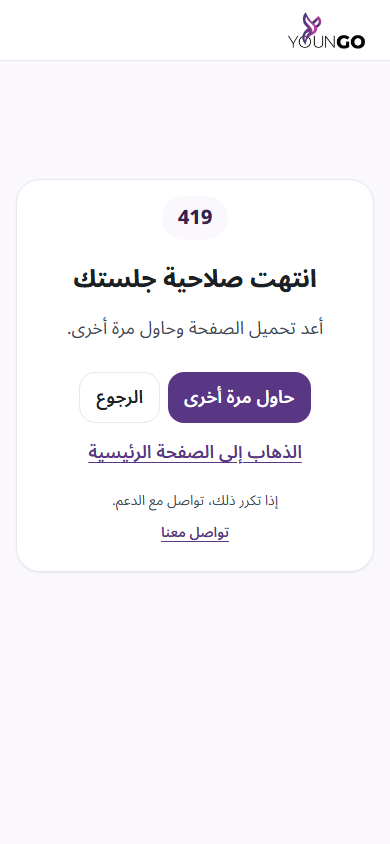 YOUNGO
419
انتهت صلاحية جلستك
أعد تحميل الصفحة وحاول مرة أخرى.
حاول مرة أخرى
الرجوع
الذهاب إلى الصفحة الرئيسية
إذا تكرر ذلك، تواصل مع الدعم.
تواصل معنا